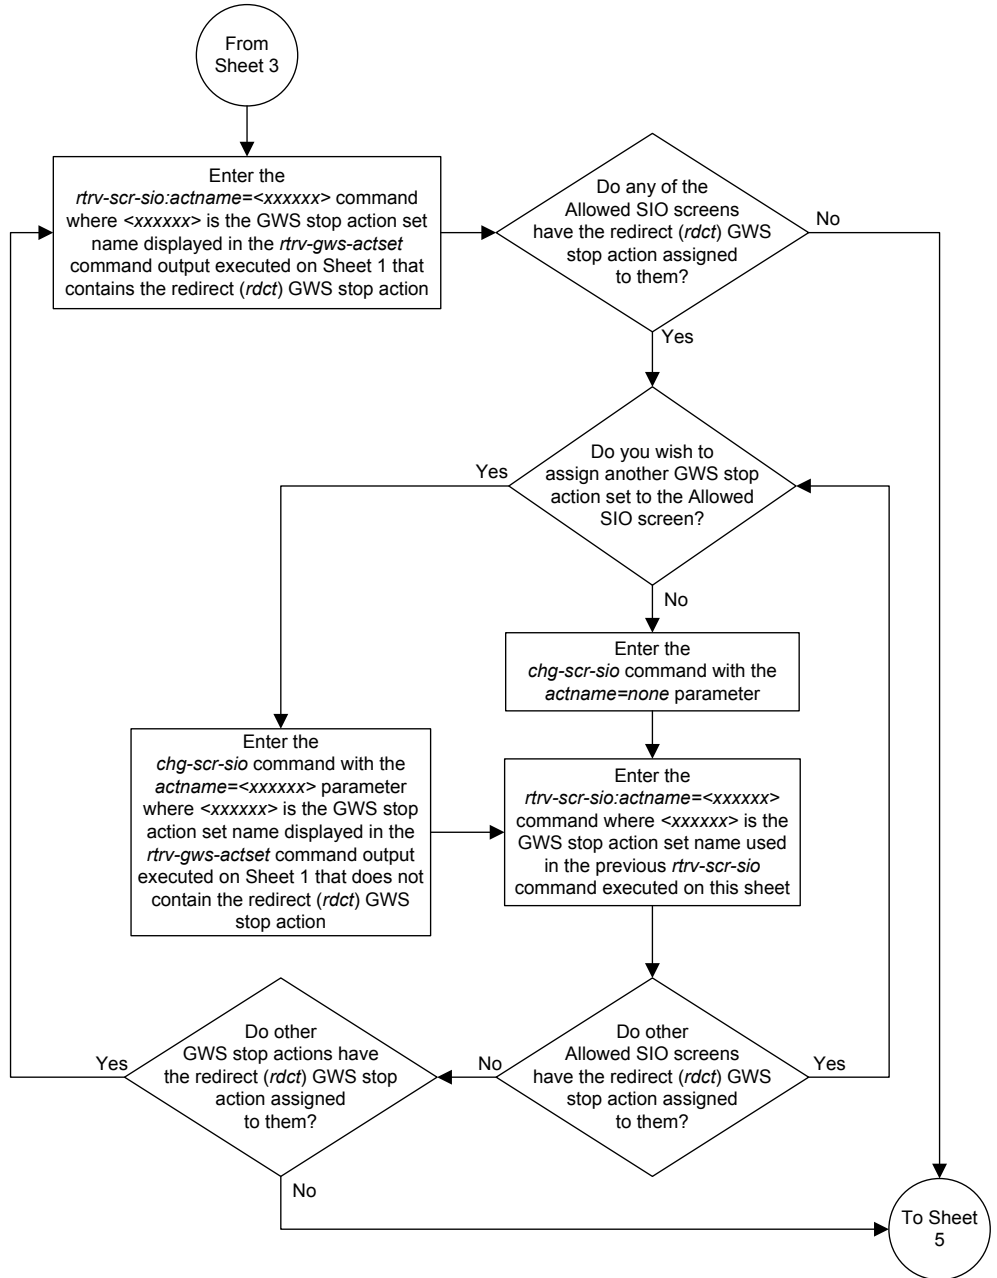 From
Sheet 3
Enter the
rtrv-scr-sio:actname=<xxxxxx> command
where <xxxxxx> is the GWS stop action set
name displayed in the rtrv-gws-actset
command output executed on Sheet 1 that
contains the redirect (rdct) GWS stop action
Do any of the
Allowed SIO screens
have the redirect (rdct) GWS
stop action assigned
to them?
No
Yes
Do you wish to
assign another GWS stop
action set to the Allowed
SIO screen?
Yes
No
Enter the
chg-scr-sio command with the
actname=none parameter
Enter the
chg-scr-sio command with the
actname=<xxxxxx> parameter
where <xxxxxx> is the GWS stop
action set name displayed in the
rtrv-gws-actset command output
executed on Sheet 1 that does not
contain the redirect (rdct) GWS
stop action
Enter the
rtrv-scr-sio:actname=<xxxxxx>
command where <xxxxxx> is the
GWS stop action set name used
in the previous rtrv-scr-sio
command executed on this sheet
Do other
Allowed SIO screens
have the redirect (rdct) GWS
stop action assigned
to them?
Yes
No
Do other
GWS stop actions have
the redirect (rdct) GWS stop
action assigned
to them?
Yes
No
To Sheet
5